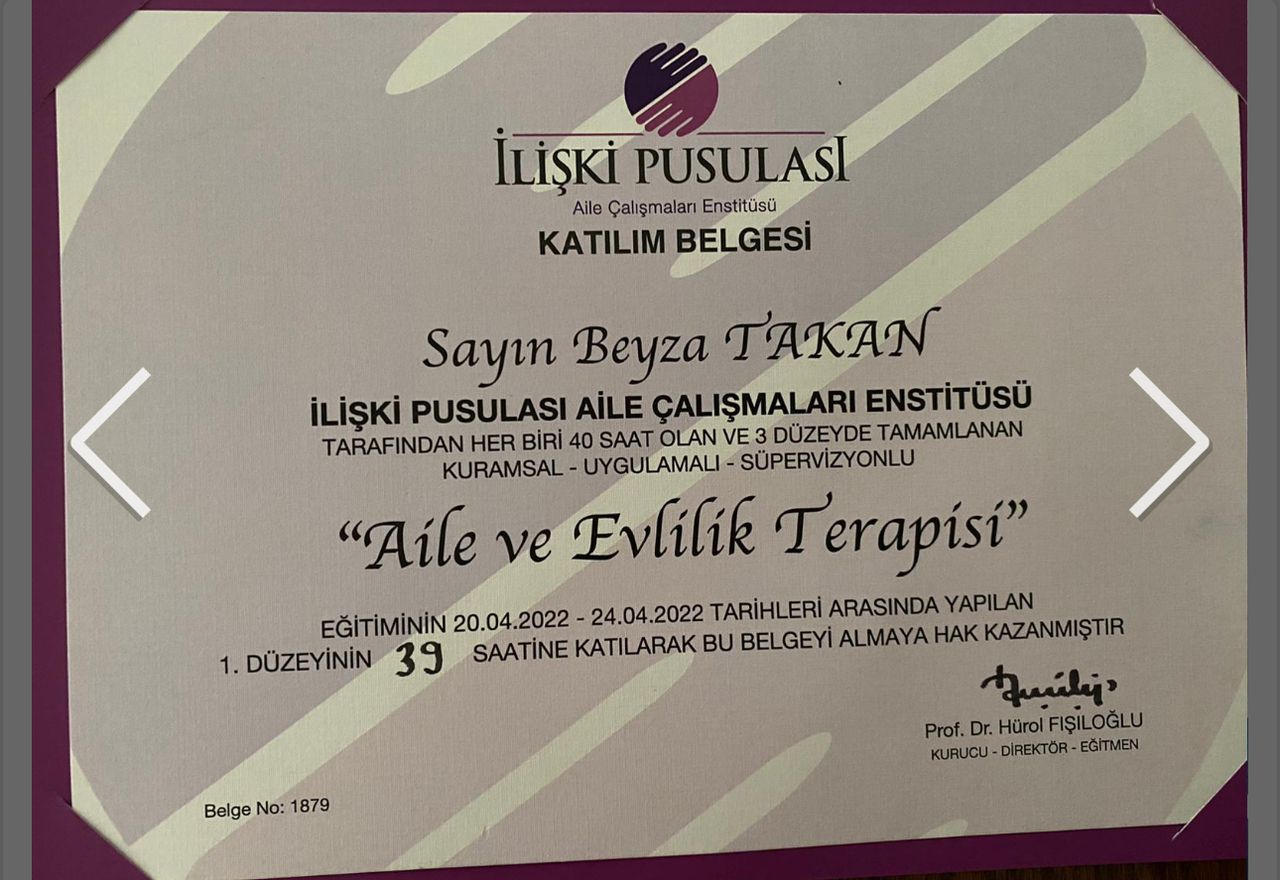 İLİŞKİ PUSULASI
Aile Çalışmaları Enstitüsü
KATILIM BELGESİ
Sayın Beyza TAKAN
İLİŞKİ PUSULASI AİLE ÇALIŞMALARI ENSTİTÜSÜ
TARAFINDAN HER BİRİ 40 SAAT OLAN VE 3 DÜZEYDE TAMAMLANAN
KURAMSAL - UYGULAMALI - SÜPERVİZYONLU
“Aile ve Evlilik Terapisi”
EĞİTİMİNİN 20.04.2022 - 24.04.2022 TARİHLERİ ARASINDA YAPILAN
1. DÜZEYİNİN 39 SAATİNE KATILARAK BU BELGEYİ ALMAYA HAK KAZANMIŞTIR
Prof. Dr. Hürol FIŞILOĞLU
KURUCU - DİREKTÖR - EĞİTMEN
Belge No: 1879